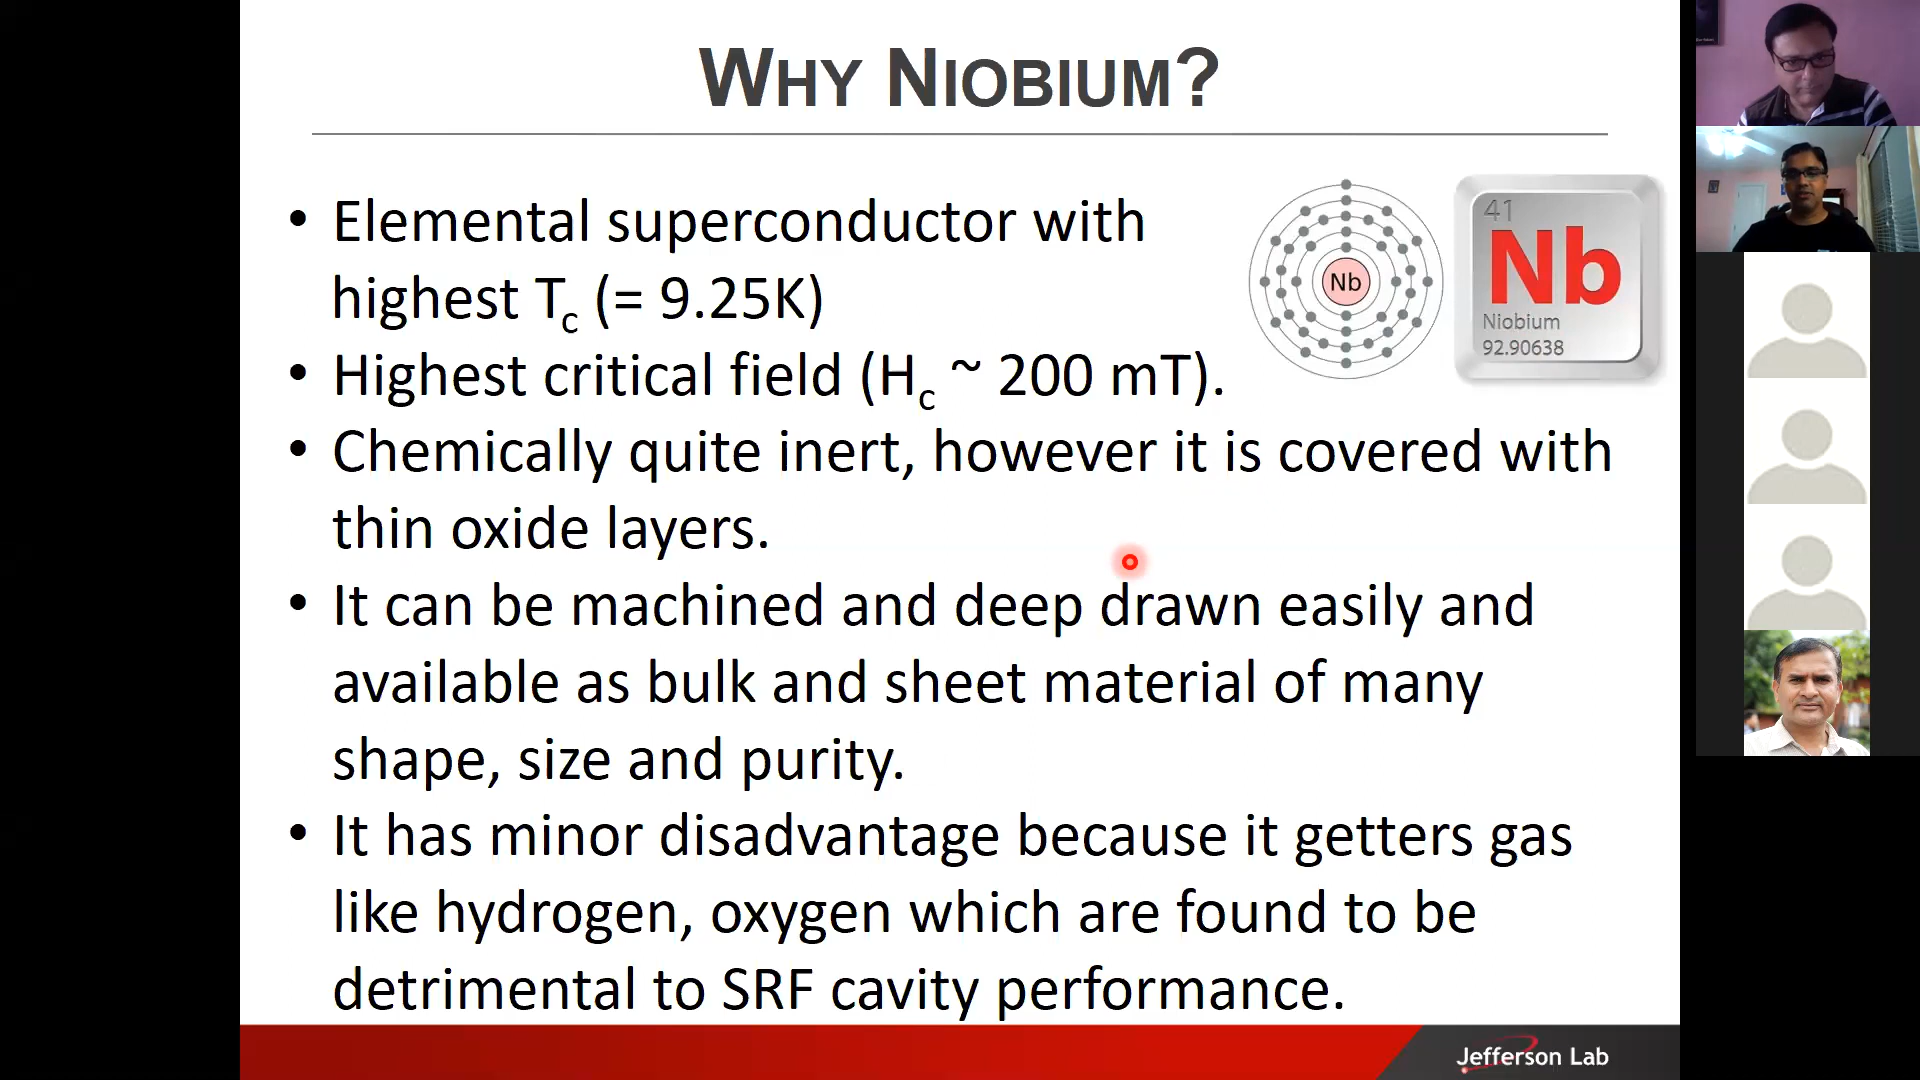 WHY NIOBIUM?
• Elemental superconductor with
highest Tc (= 9.25K)
• Highest critical field (Hc ~ 200 mT).
• Chemically quite inert, however it is covered with
thin oxide layers.
• It can be machined and deep drawn easily and
available as bulk and sheet material of many
shape, size and purity.
• It has minor disadvantage because it getters gas
like hydrogen, oxygen which are found to be
detrimental to SRF cavity performance.
Nb
41
Nb
Niobium
92.90638
Jefferson Lab